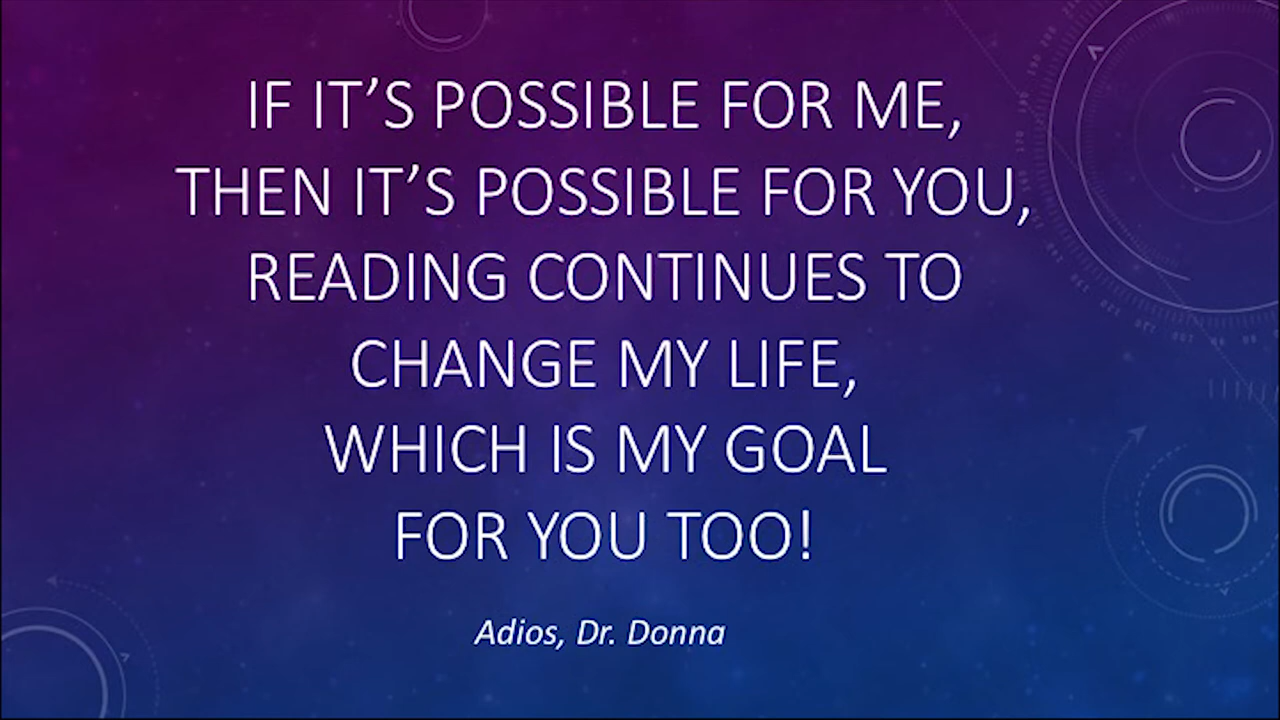 IF IT’S POSSIBLE FOR ME,
THEN IT’S POSSIBLE FOR YOU,
READING CONTINUES TO
CHANGE MY LIFE,
WHICH IS MY GOAL
FOR YOU TOO!
Adios, Dr. Donna